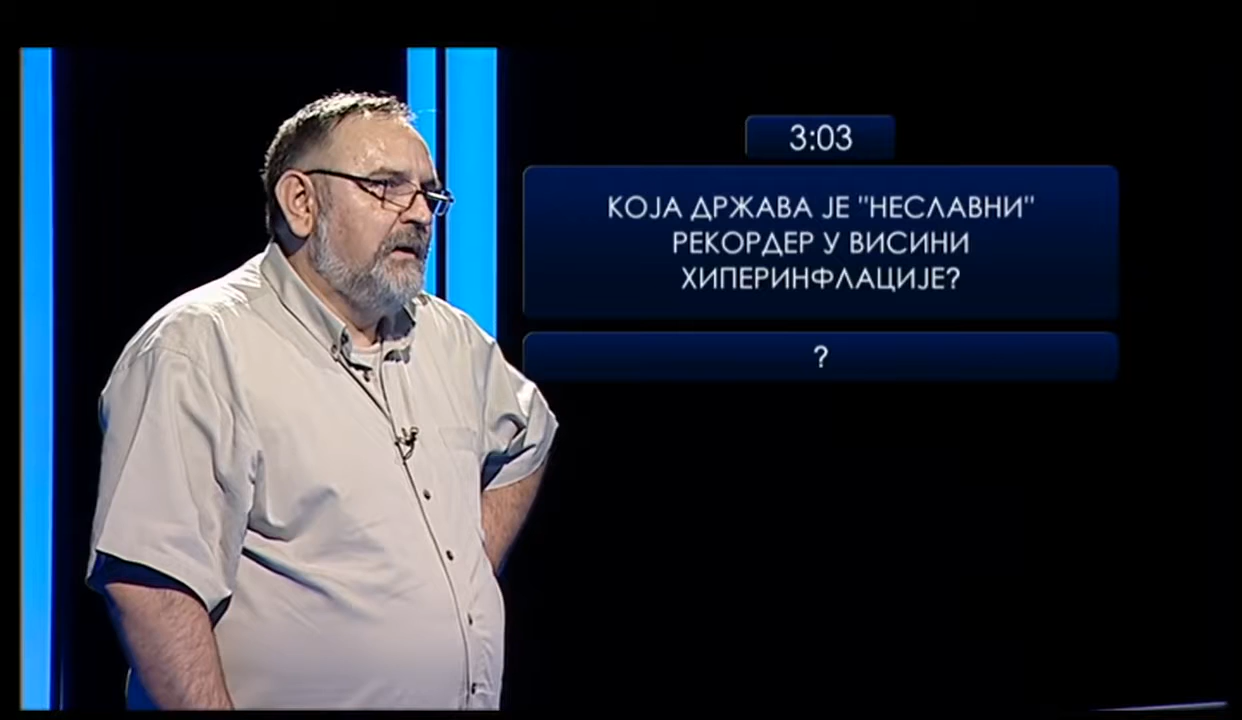 3:03
КОЈА ДРЖАВА ЈЕ "НЕСЛАВНИ"
РЕКОРДЕР У ВИСИНИ
ХИПЕРИНФЛАЦИЈЕ?
?